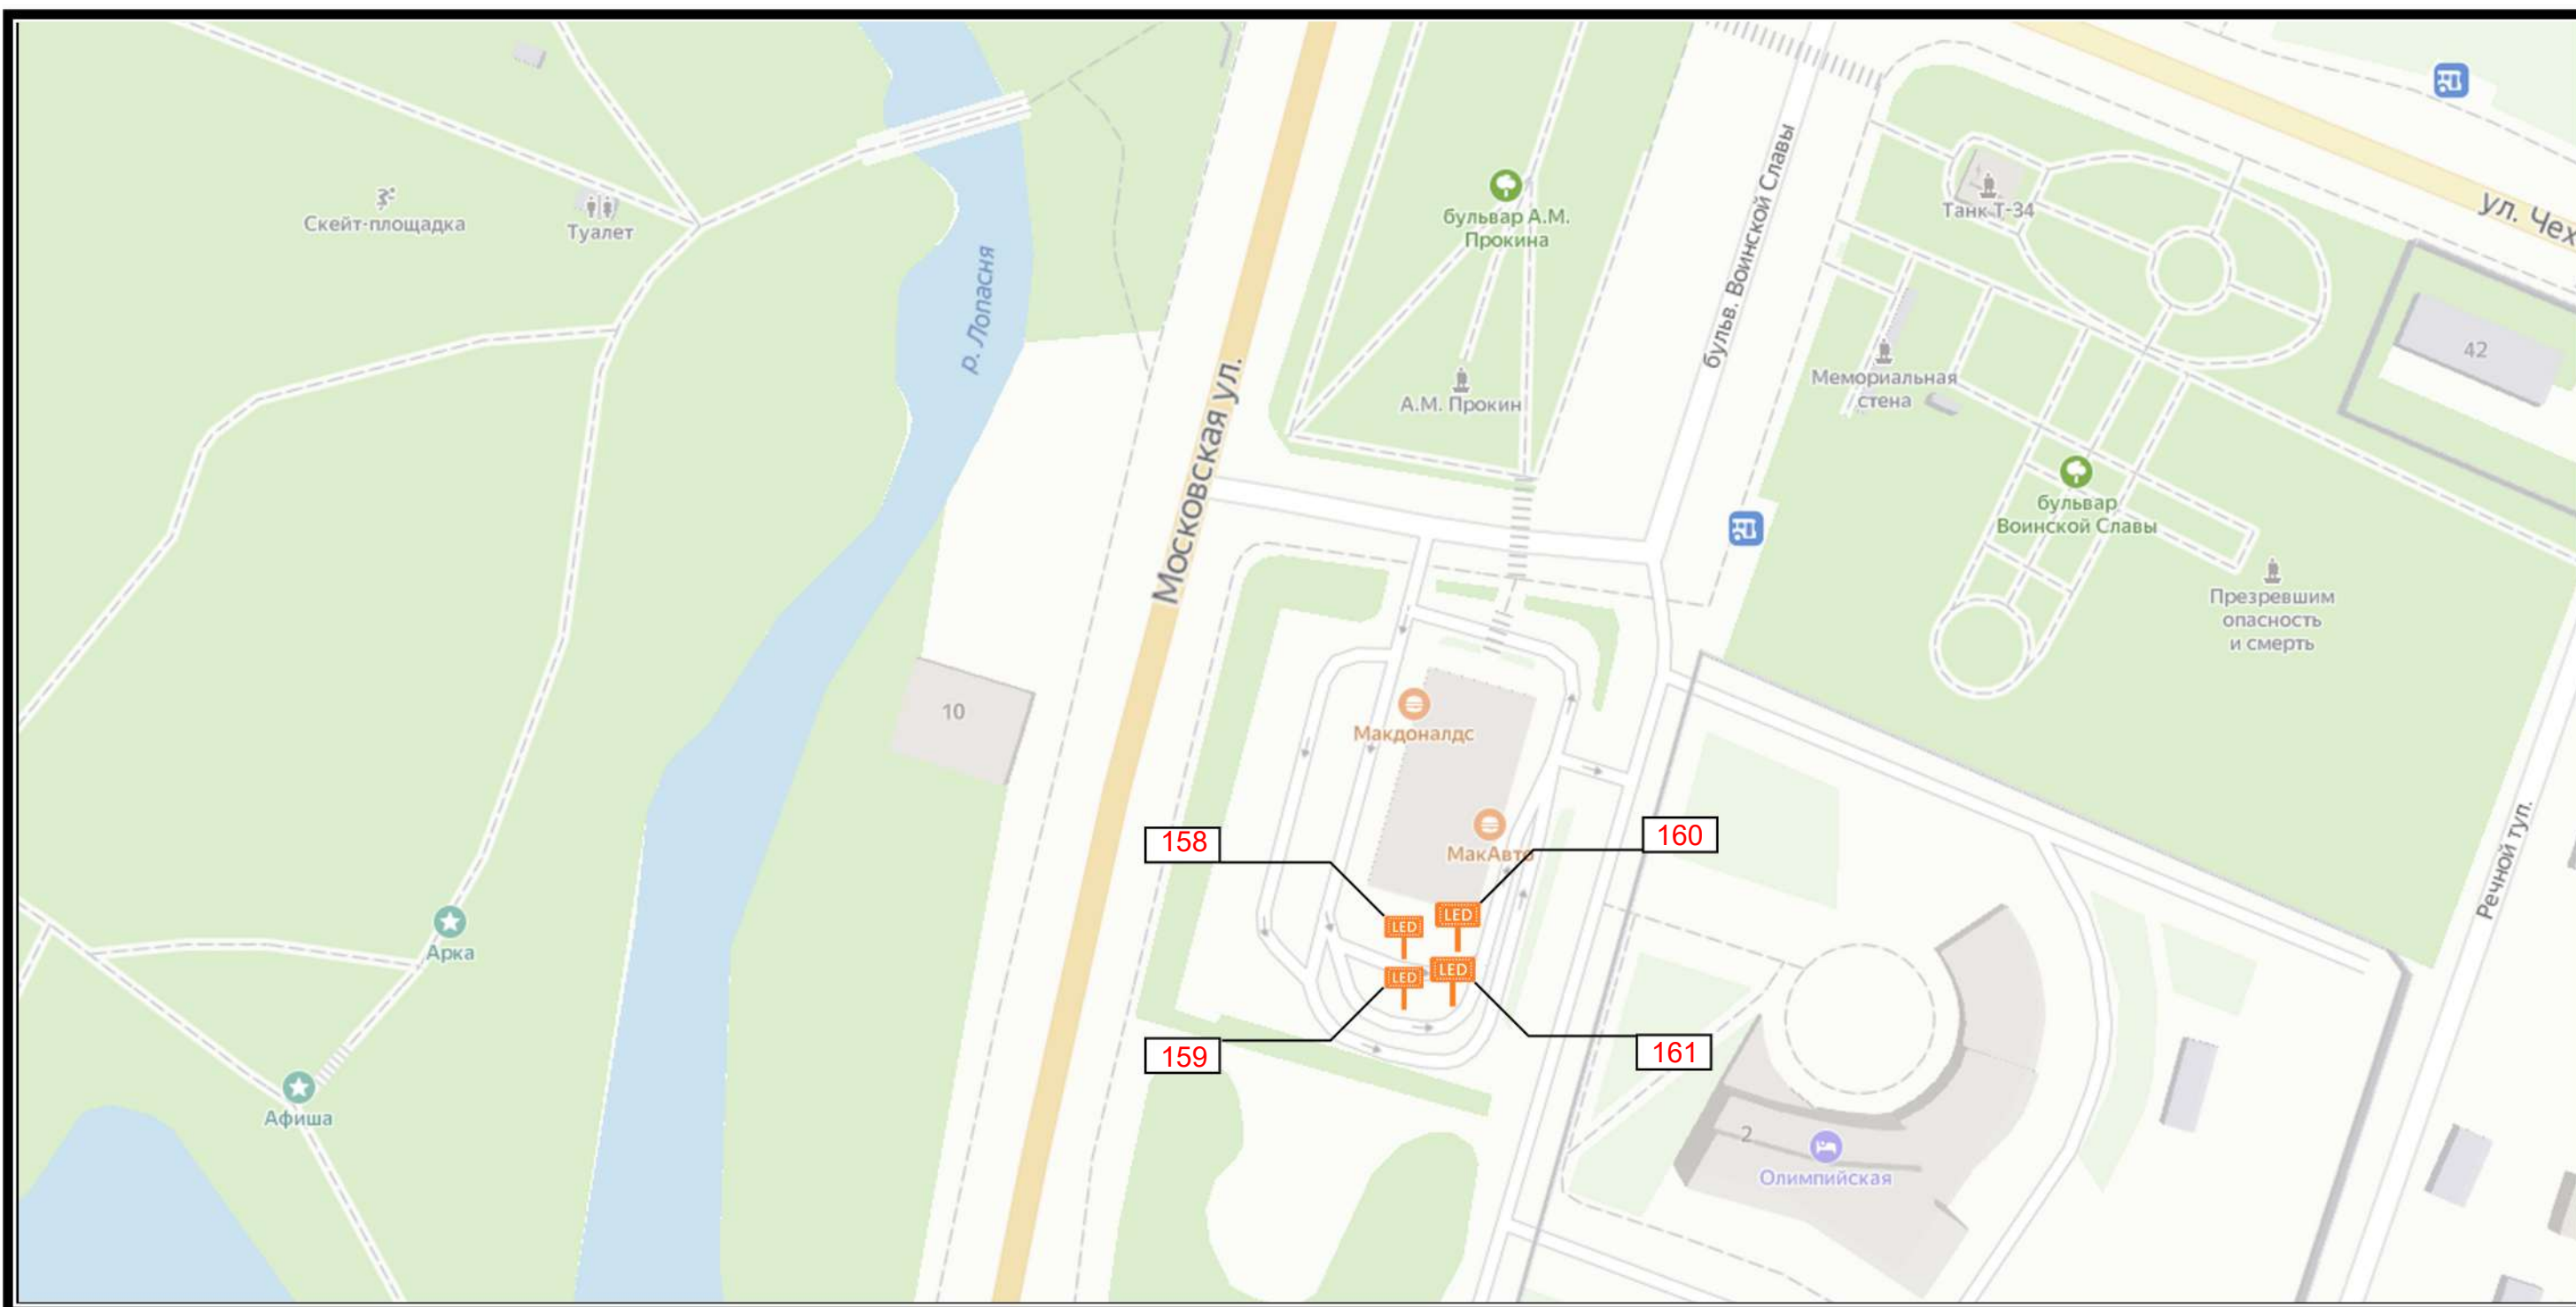 Скейт-площадка
Туалет
р. Лопасня
Московская ул.
бульвар А.М.
Прокина
А.М. Прокин
бульв. Воинской Славы
Танк Т-34
ул. Чех
42
Мемориальная
стена
бульвар
Воинской Славы
Презревшим
опасность
и смерть
10
Макдоналдс
МакАвто
158
160
LED
LED
LED
LED
159
161
Речной туп.
Арка
Афиша
2
Олимпийская